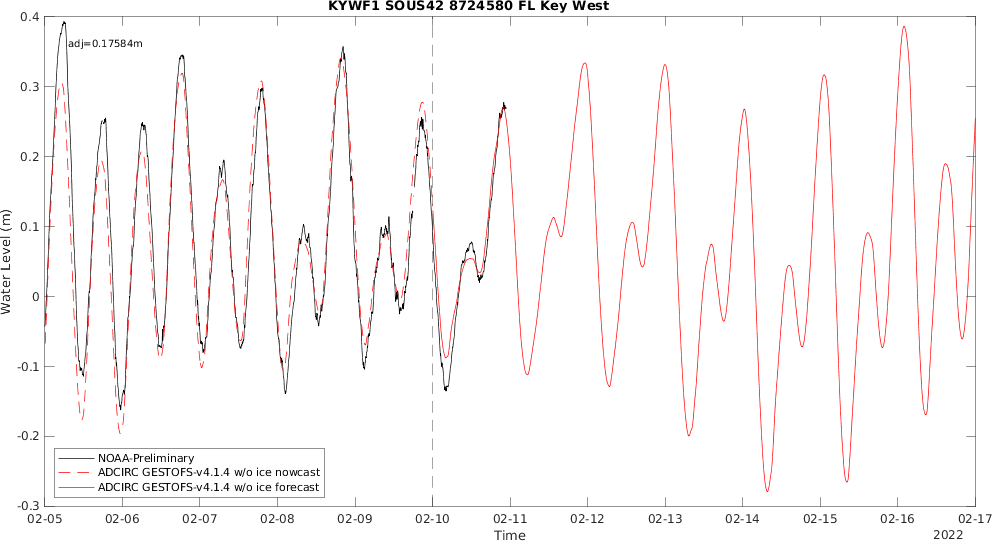 KYWF1 SOUS42 8724580 FL Key West
adj=0.17584m
0.4
0.3
0.2
0.1
0
-0.1
-0.2
-0.3
Water Level (m)
NOAA-Preliminary
ADCIRC GESTOFS-v4.1.4 w/o ice nowcast
ADCIRC GESTOFS-v4.1.4 w/o ice forecast
02-05 02-06 02-07 02-08 02-09 02-10 02-11 02-12 02-13 02-14 02-15 02-16 02-17
Time
2022